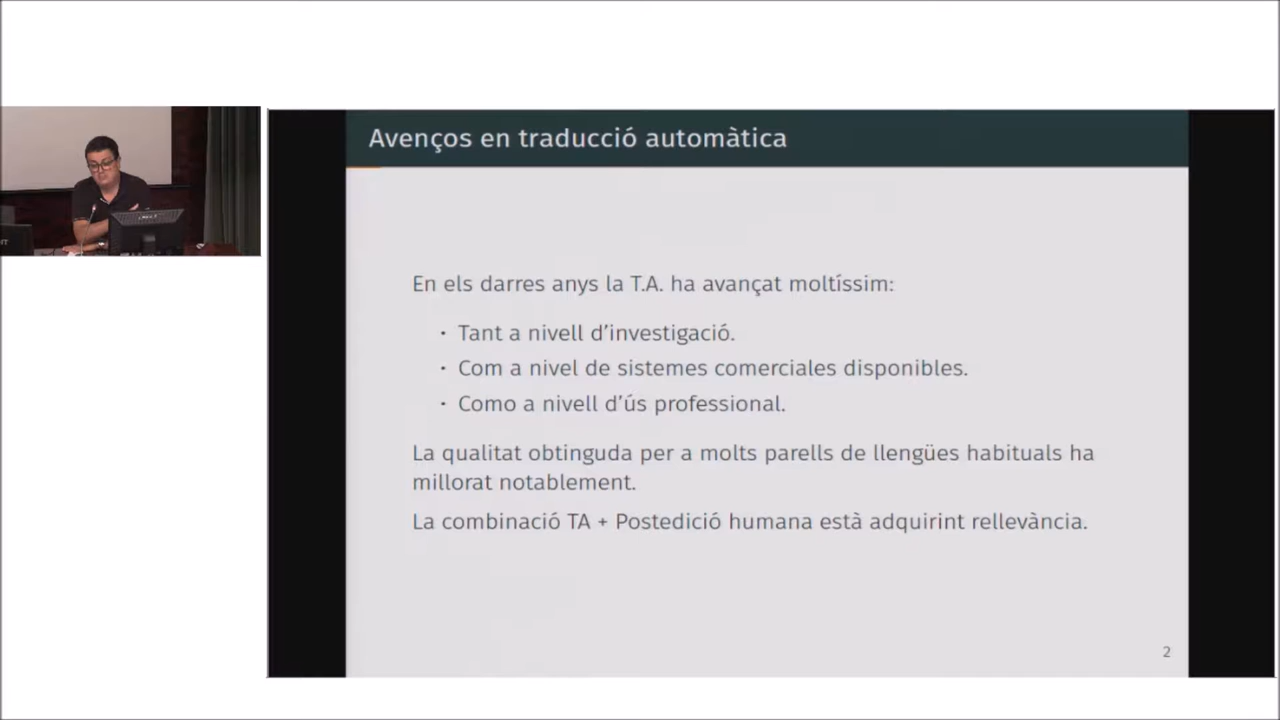 Avenços en traducció automàtica
En els darres anys la T.A. ha avançat moltíssim:
· Tant a nivell d'investigació.
· Com a nivel de sistemes comerciales disponibles.
· Como a nivell d'ús professional.
La qualitat obtinguda per a molts parells de llengües habituals ha
millorat notablement.
La combinació TA + Postedició humana està adquirint rellevància.
2